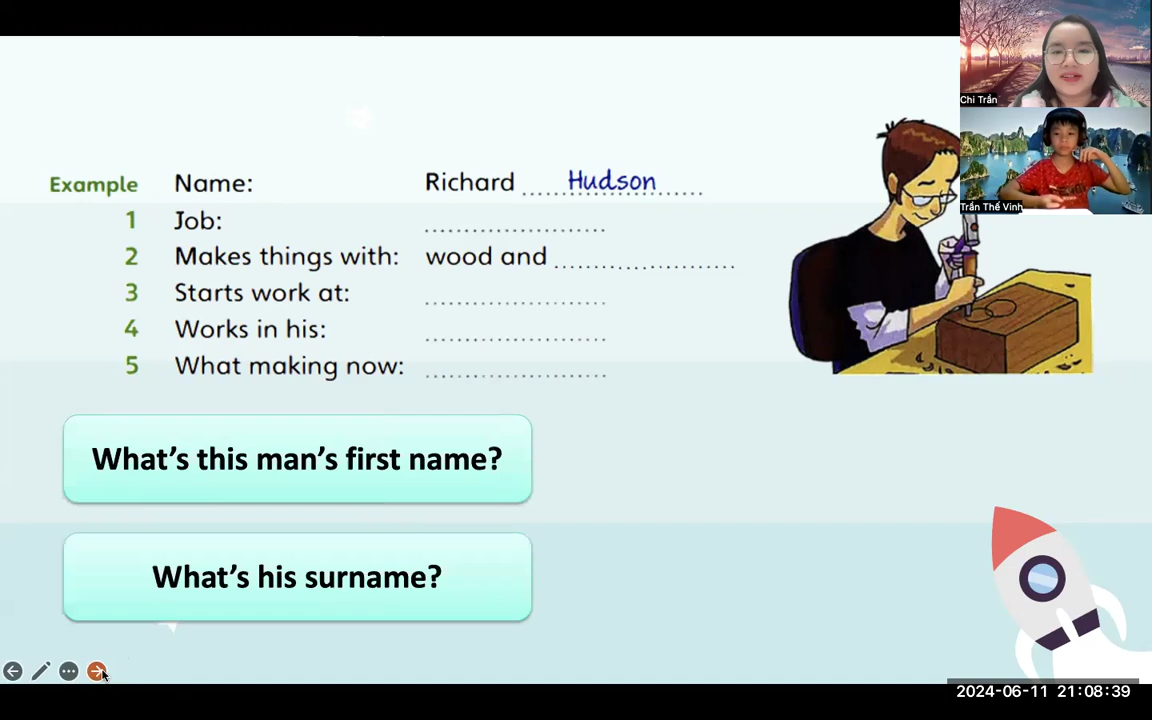 Chi Trần
Trần Thế Vinh
Example Name: Richard ..... Hudson .....
1 Job: ..........................
2 Makes things with: wood and ..........................
3 Starts work at: ..........................
4 Works in his: ..........................
5 What making now: ..........................
What's this man's first name?
What's his surname?
2024-06-11 21:08:39